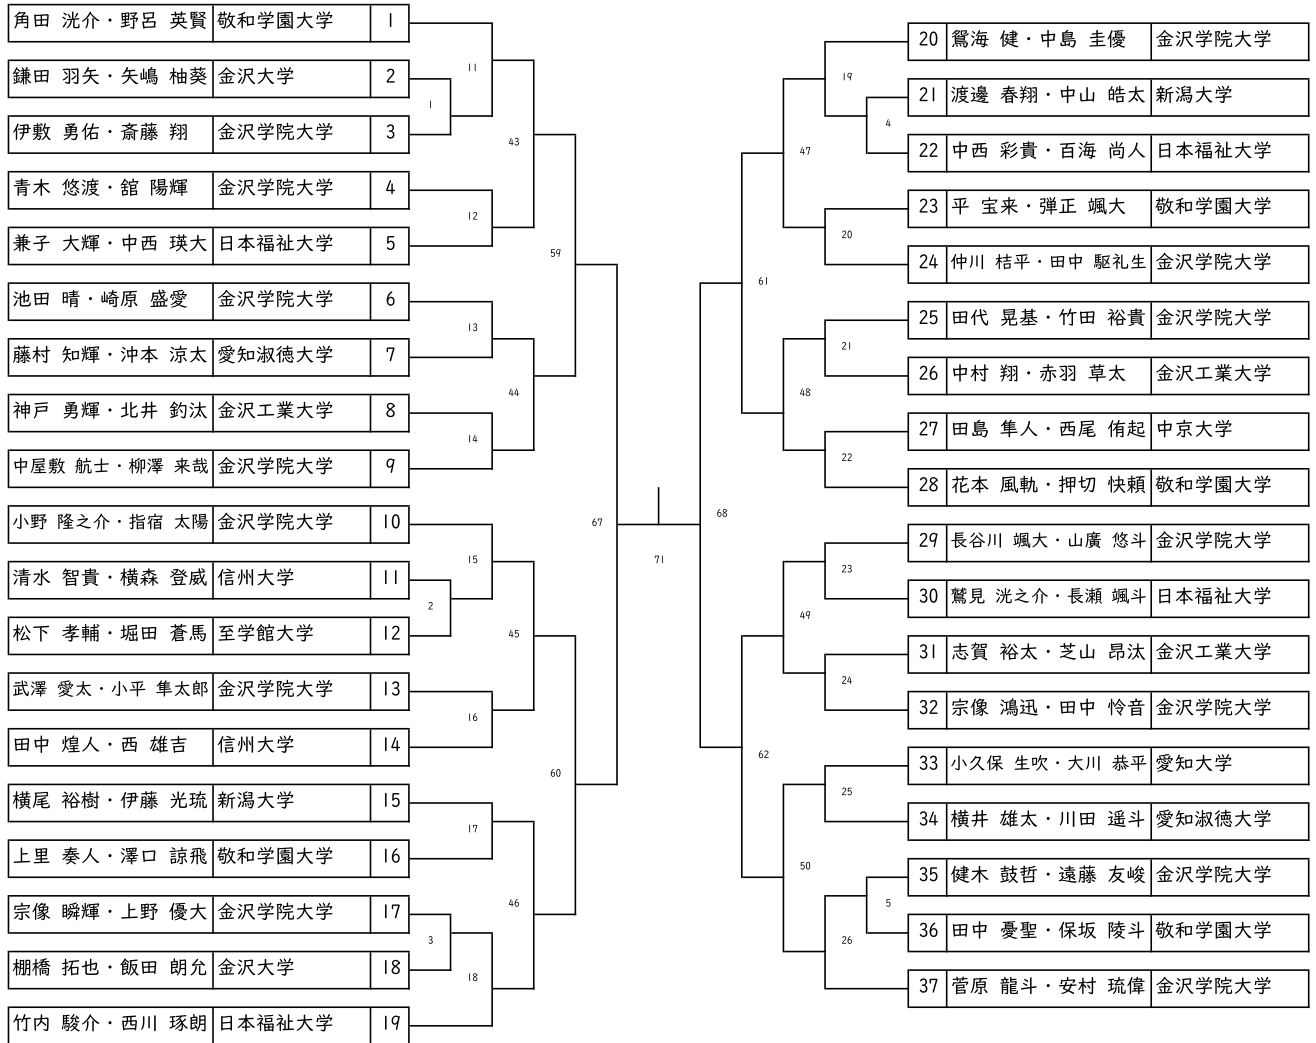 角田 洸介・野呂 英賢 敬和学園大学 1
鎌田 羽矢・矢嶋 柚葵 金沢大学 2
伊敷 勇佑・斎藤 翔 金沢学院大学 3
青木 悠渡・舘 陽輝 金沢学院大学 4
兼子 大輝・中西 瑛大 日本福祉大学 5
池田 晴・崎原 盛愛 金沢学院大学 6
藤村 知輝・沖本 涼太 愛知淑徳大学 7
神戸 勇輝・北井 釣汰 金沢工業大学 8
中屋敷 航士・柳澤 来哉 金沢学院大学 9
小野 隆之介・指宿 太陽 金沢学院大学 10
清水 智貴・横森 登威 信州大学 11
松下 孝輔・堀田 蒼馬 至学館大学 12
武澤 愛太・小平 隼太郎 金沢学院大学 13
田中 煌人・西 雄吉 信州大学 14
横尾 裕樹・伊藤 光琉 新潟大学 15
上里 奏人・澤口 諒飛 敬和学園大学 16
宗像 瞬輝・上野 優大 金沢学院大学 17
棚橋 拓也・飯田 朗允 金沢大学 18
竹内 駿介・西川 琢朗 日本福祉大学 19
1
2
3
11
12
13
14
15
16
17
18
43
44
45
46
59
60
67
71
68
61
62
47
48
49
50
19
20
21
22
23
24
25
26
4
5
20 鴛海 健・中島 圭優 金沢学院大学
21 渡邊 春翔・中山 皓太 新潟大学
22 中西 彩貴・百海 尚人 日本福祉大学
23 平 宝来・弾正 颯大 敬和学園大学
24 仲川 桔平・田中 駆礼生 金沢学院大学
25 田代 晃基・竹田 裕貴 金沢学院大学
26 中村 翔・赤羽 草太 金沢工業大学
27 田島 隼人・西尾 侑起 中京大学
28 花本 風軌・押切 快頼 敬和学園大学
29 長谷川 颯大・山廣 悠斗 金沢学院大学
30 鷲見 洸之介・長瀬 颯斗 日本福祉大学
31 志賀 裕太・芝山 昂汰 金沢工業大学
32 宗像 鴻迅・田中 怜音 金沢学院大学
33 小久保 生吹・大川 恭平 愛知大学
34 横井 雄太・川田 遥斗 愛知淑徳大学
35 健木 鼓哲・遠藤 友峻 金沢学院大学
36 田中 憂聖・保坂 陵斗 敬和学園大学
37 菅原 龍斗・安村 琉偉 金沢学院大学